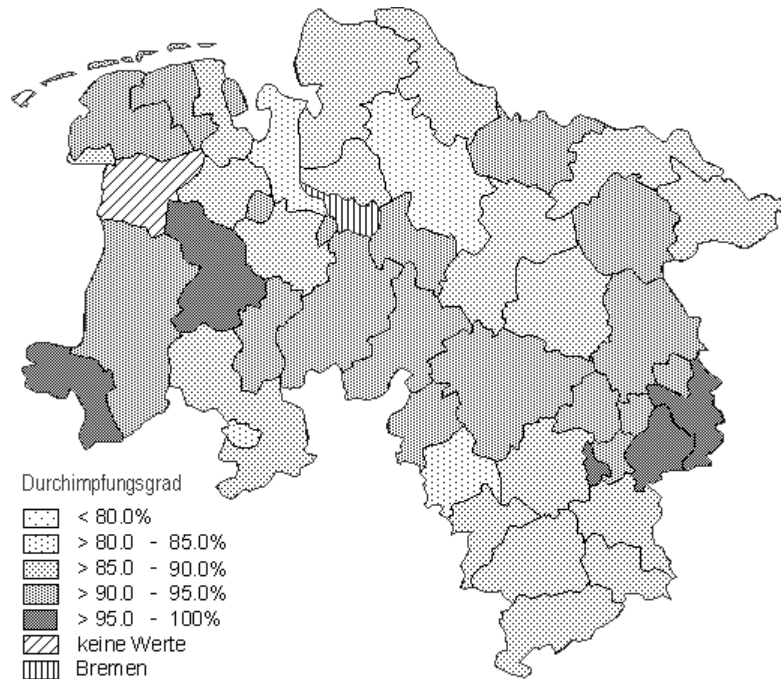 Durchimpfungsgrad
< 80.0%
> 80.0 - 85.0%
> 85.0 - 90.0%
> 90.0 - 95.0%
> 95.0 - 100%
keine Werte
Bremen